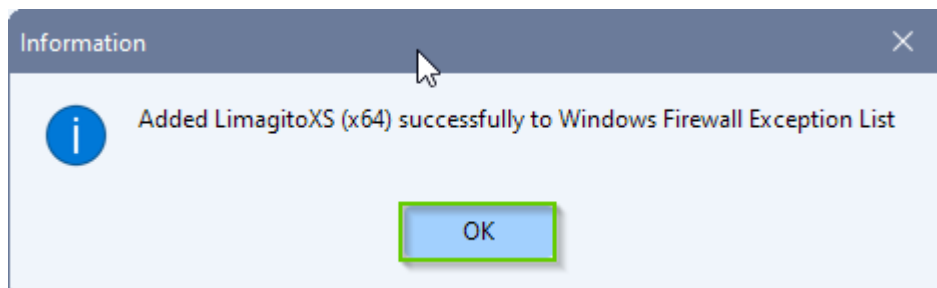 Information
Added LimagitoXS (x64) successfully to Windows Firewall Exception List
OK